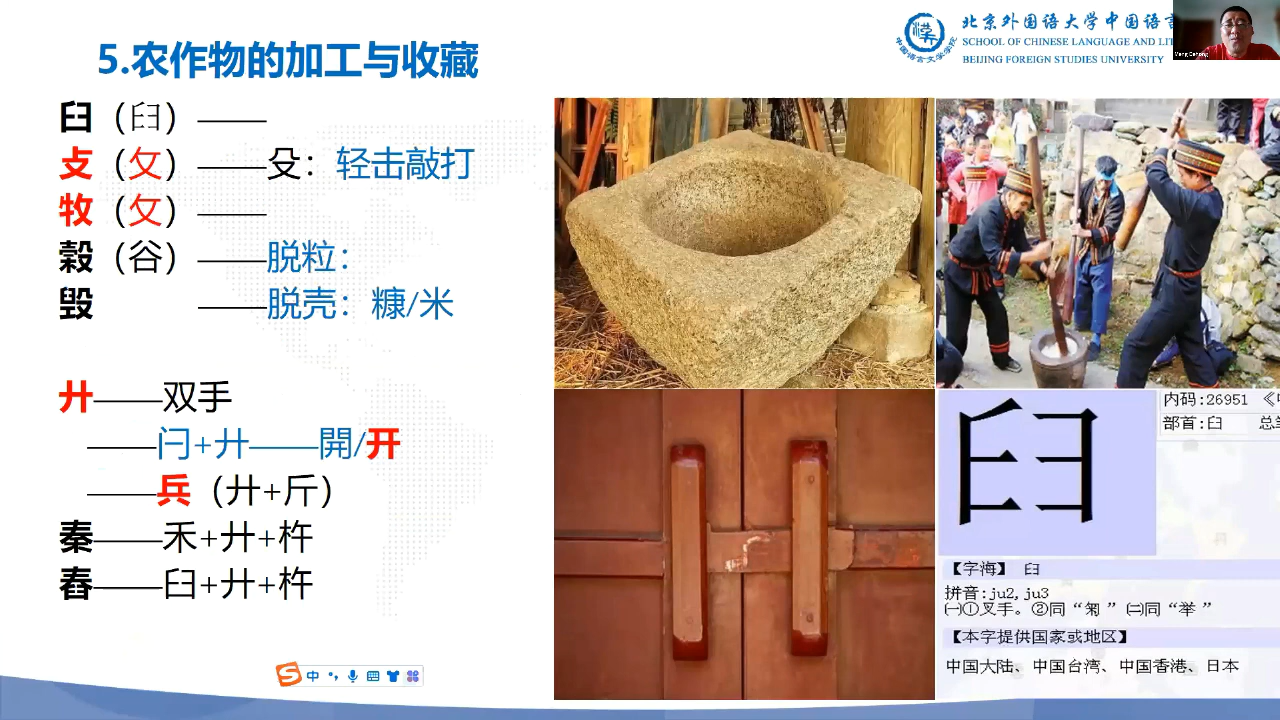 5.农作物的加工与收藏
北京外国语大学中国语言
SCHOOL OF CHINESE LANGUAGE AND LIT
BEIJING FOREIGN STUDIES UNIVERSITY
臼（𦥑）——
攴（攵）——殳：轻击敲打
牧（攵）——
榖（谷）——脱粒：
毁 ——脱壳：糠/米
廾——双手
——闩+廾——開/开
——兵（廾+斤）
秦——禾+廾+杵
舂——臼+廾+杵
中
内码:26951
部首:臼
【字海】 𦥑
拼音:ju2,ju3
㈠①叉手。②同“匊”㈡同“举”
【本字提供国家或地区】
中国大陆、中国台湾、中国香港、日本